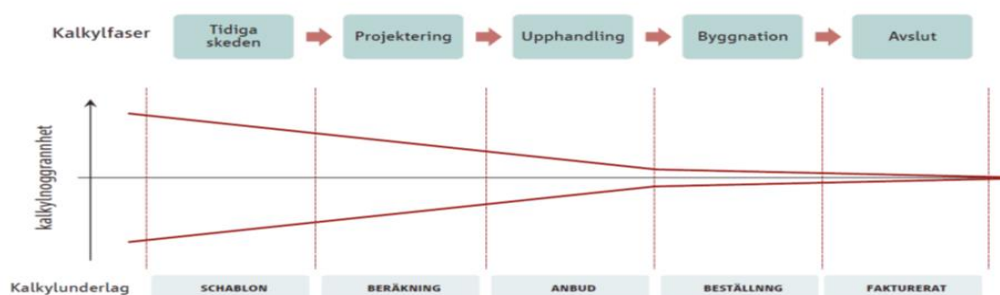 Kalkylfaser
Tidiga
skeden
Projektering
Upphandling
Byggnation
Avslut
kalkylnoggrannhet
Kalkylunderlag
SCHABLON
BERÄKNING
ANBUD
BESTÄLLNNG
FAKTURERAT